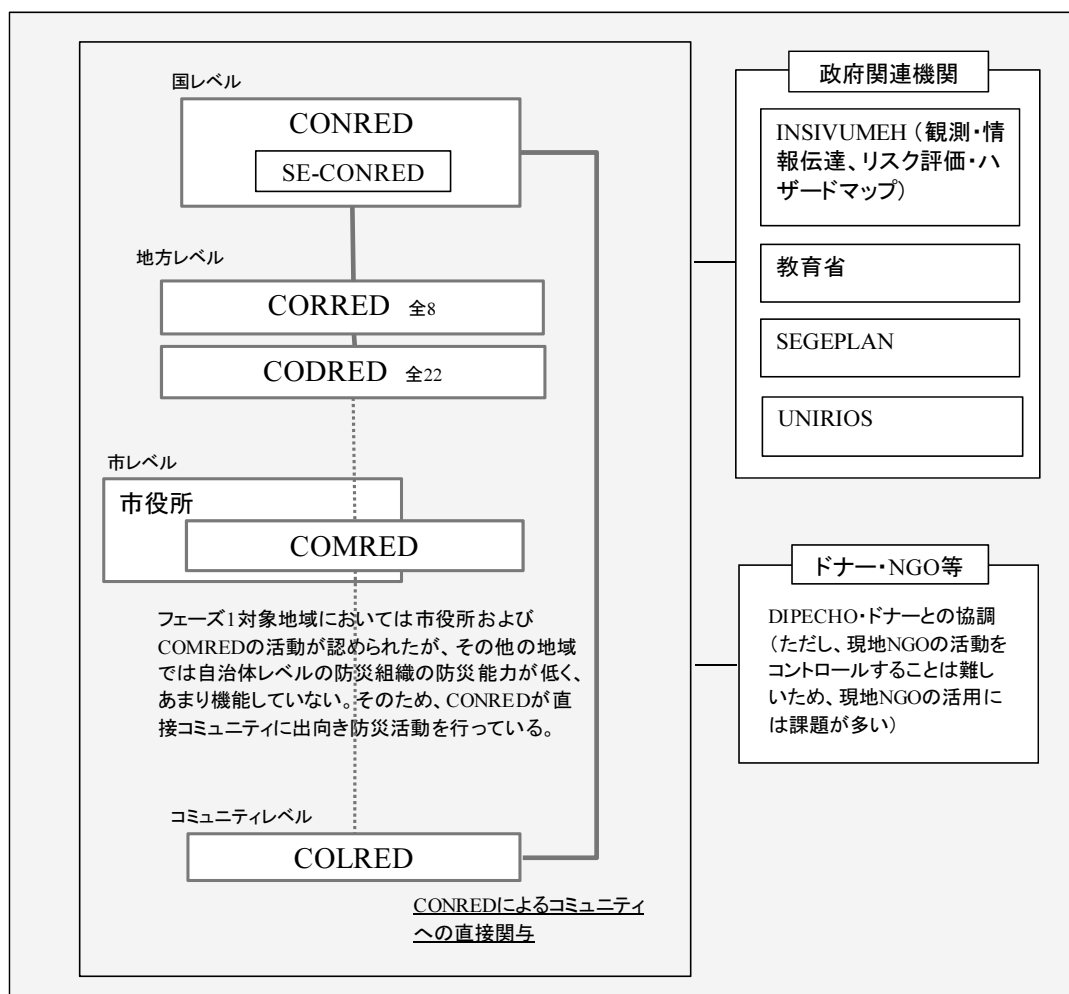 国レベル
CONRED
SE-CONRED
地方レベル
CORRED 全8
CODRED 全22
市レベル
市役所
COMRED
フェーズ1対象地域においては市役所および
COMREDの活動が認められたが、その他の地域
では自治体レベルの防災組織の防災能力が低く、
あまり機能していない。そのため、CONREDが直
接コミュニティに出向き防災活動を行っている。
コミュニティレベル
COLRED
CONREDによるコミュニティ
への直接関与
政府関連機関
INSIVUMEH（観測・情
報伝達、リスク評価・ハ
ザードマップ）
教育省
SEGEPLAN
UNIRIOS
ドナー・NGO等
DIPECHO・ドナーとの協調
（ただし、現地NGOの活動を
コントロールすることは難し
いため、現地NGOの活用に
は課題が多い）